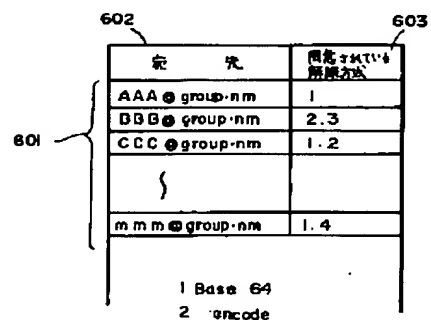 602
603
宛 先
同意されている
解凍方式
601
AAA@group·nm 1
BBB@group·nm 2.3
CCC@group·nm 1.2
mmm@group·nm 1.4
1 Base 64
2 encode